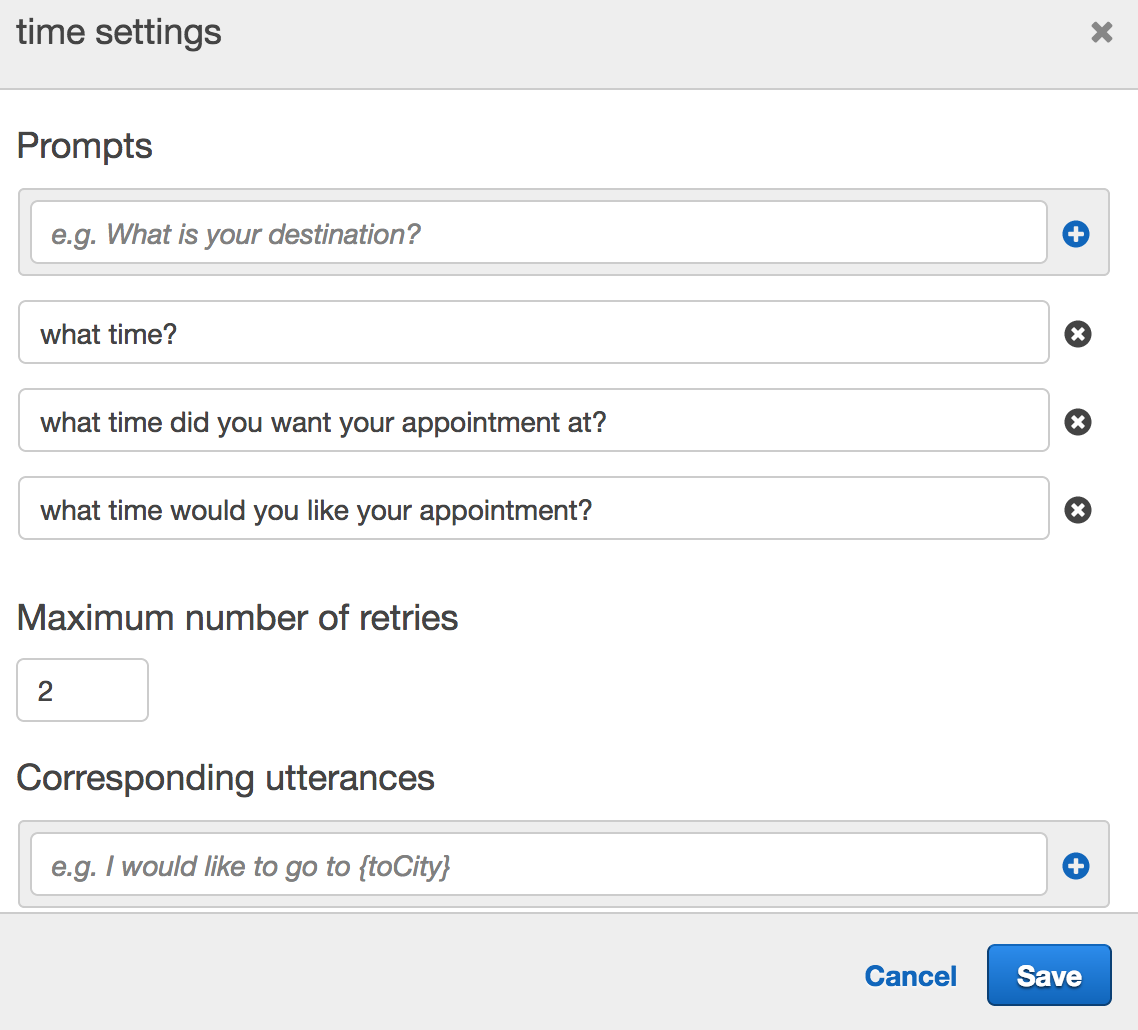 time settings
Prompts
e.g. What is your destination?
what time?
what time did you want your appointment at?
what time would you like your appointment?
Maximum number of retries
2
Corresponding utterances
e.g. I would like to go to {toCity}
Cancel Save